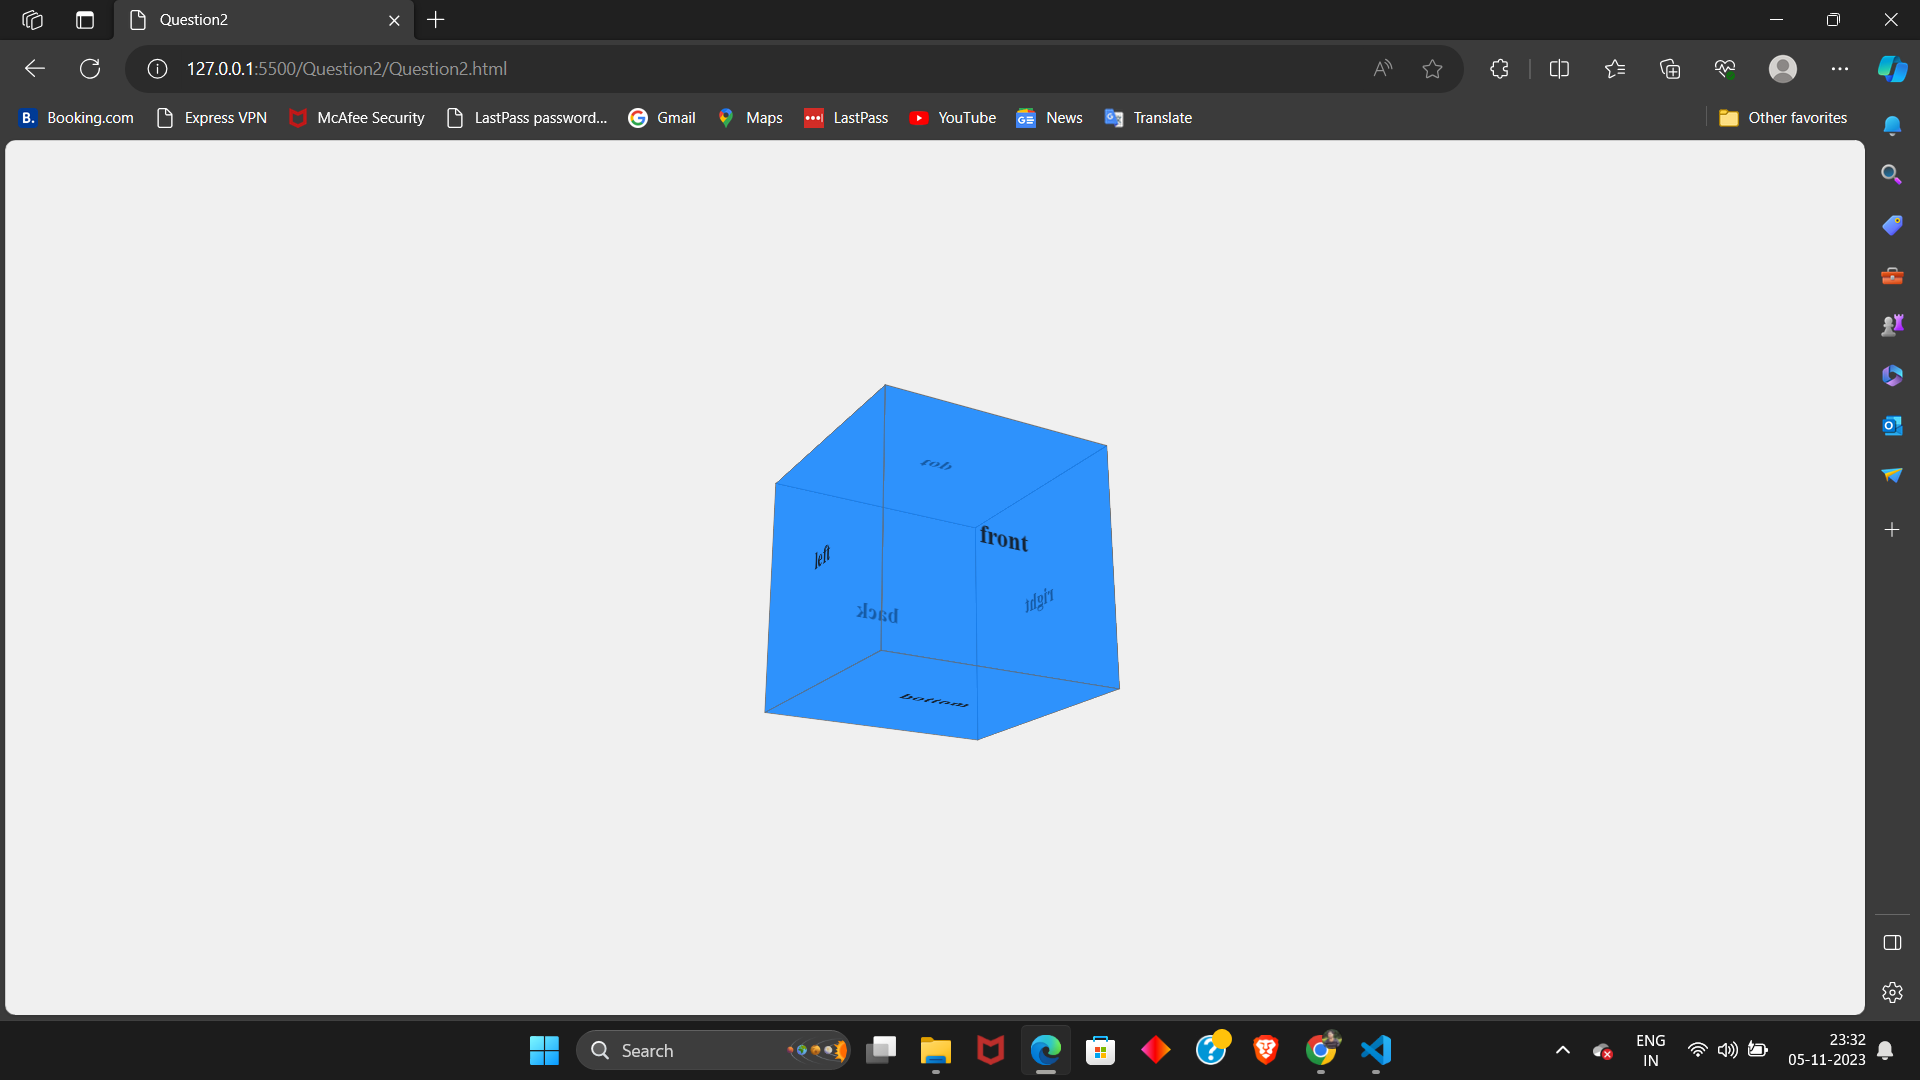 Question2
127.0.0.1:5500/Question2/Question2.html
Booking.com Express VPN McAfee Security LastPass password... Gmail Maps LastPass YouTube News Translate Other favorites
top
front
left
right
back
bottom
Search
ENG
IN
23:32
05-11-2023